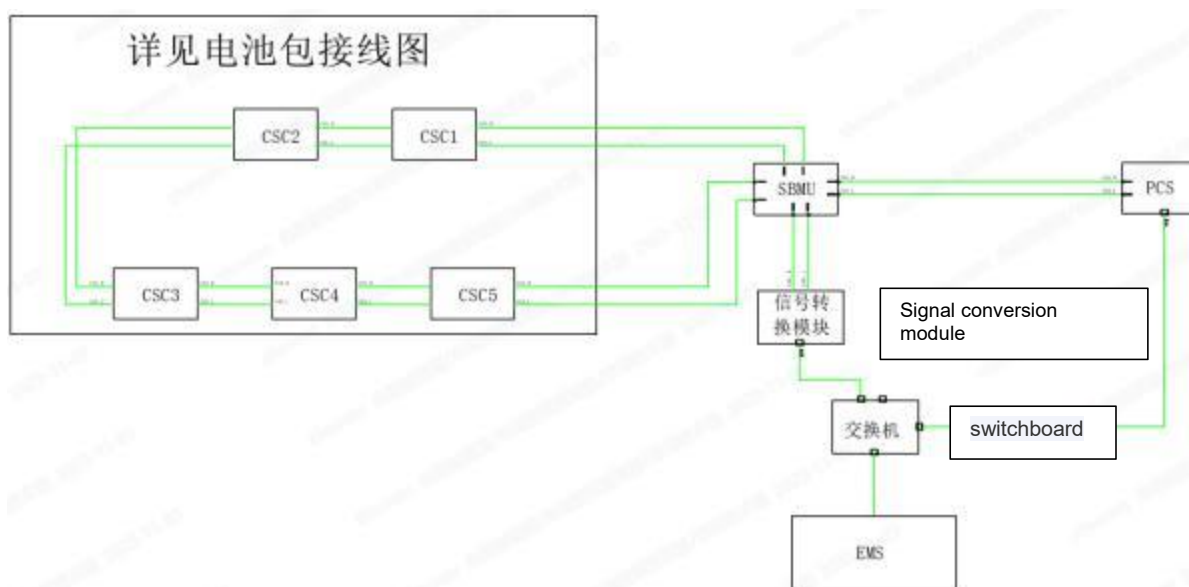 详见电池包接线图
CSC2
CSC1
SBMU
PCS
CSC3
CSC4
CSC5
信号转
换模块
Signal conversion
module
交换机
switchboard
EMS